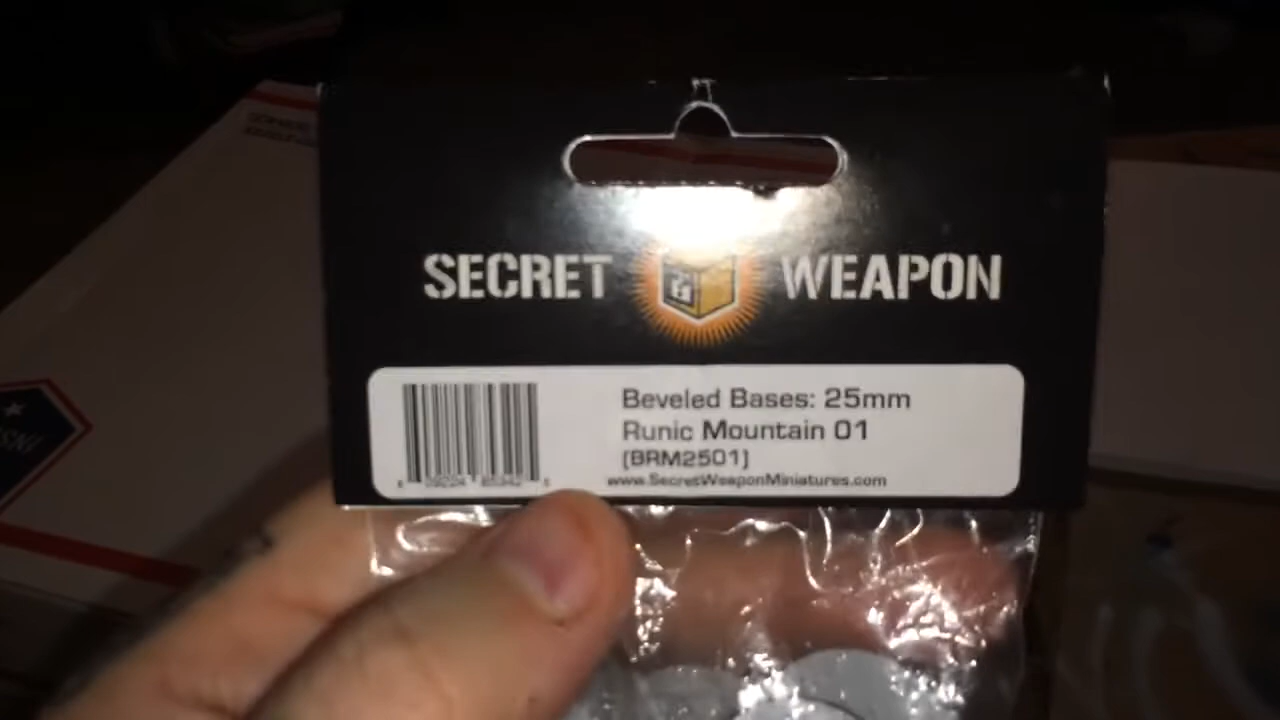 SECRET WEAPON
Beveled Bases: 25mm
Runic Mountain 01
(BRM2501)
www.SecretWeaponMiniatures.com